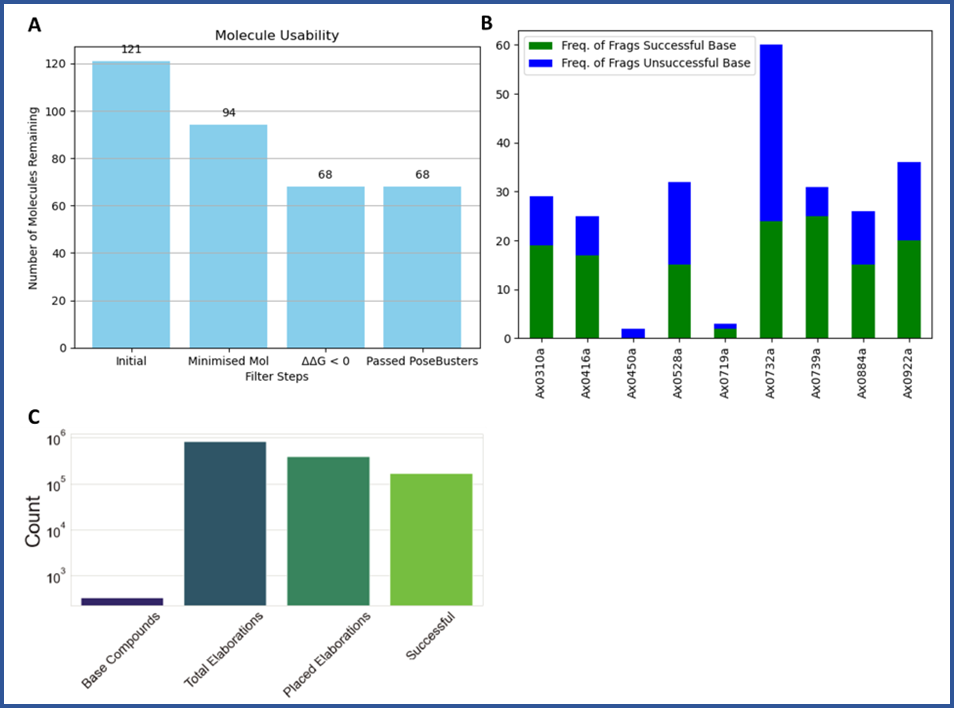 A
Molecule Usability
121
94
68
68
120
100
80
60
40
20
0
Number of Molecules Remaining
Initial
Minimised Mol
ΔΔG < 0
Passed PoseBusters
Filter Steps
B
Freq. of Frags Successful Base
Freq. of Frags Unsuccessful Base
60
50
40
30
20
10
0
Ax0310a
Ax0416a
Ax0450a
Ax0528a
Ax0719a
Ax0732a
Ax0739a
Ax0884a
Ax0922a
C
10⁶
10⁵
10⁴
10³
Count
Base Compounds
Total Elaborations
Placed Elaborations
Successful